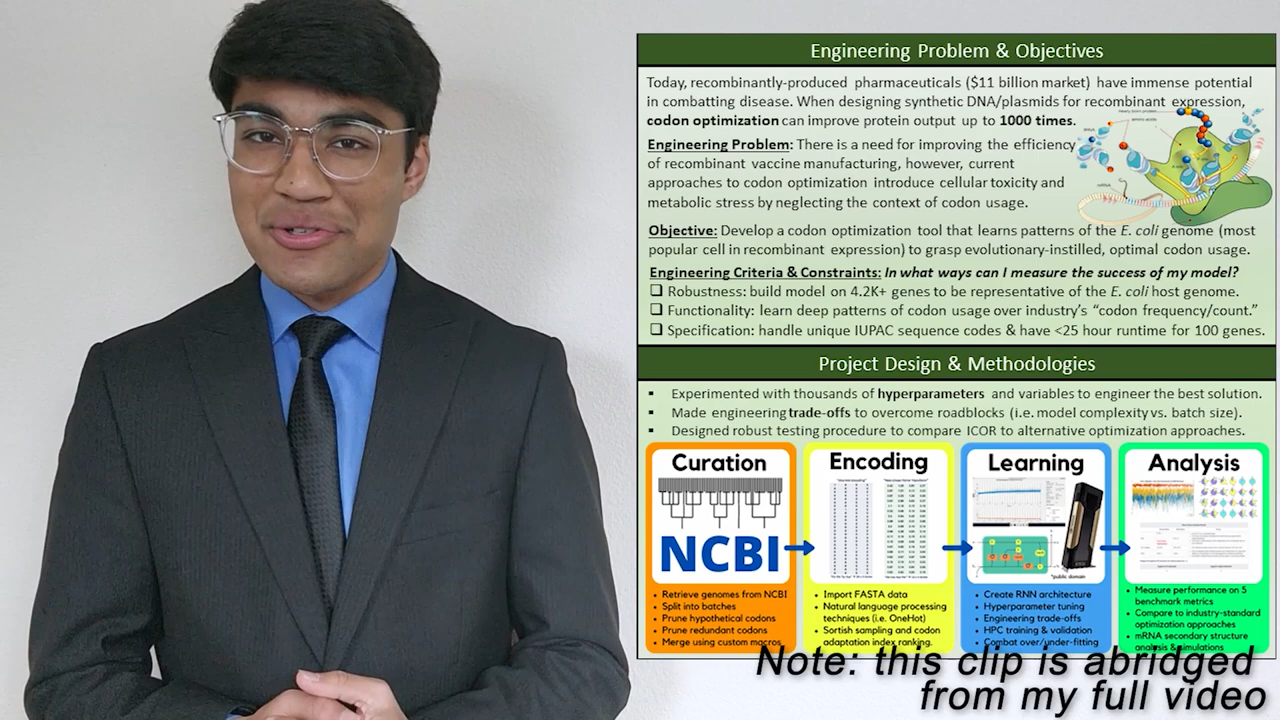 Engineering Problem & Objectives
Today, recombinantly-produced pharmaceuticals ($11 billion market) have immense potential
in combatting disease. When designing synthetic DNA/plasmids for recombinant expression,
codon optimization can improve protein output up to 1000 times.
Engineering Problem: There is a need for improving the efficiency
of recombinant vaccine manufacturing, however, current
approaches to codon optimization introduce cellular toxicity and
metabolic stress by neglecting the context of codon usage.
Objective: Develop a codon optimization tool that learns patterns of the E. coli genome (most
popular cell in recombinant expression) to grasp evolutionary-instilled, optimal codon usage.
Engineering Criteria & Constraints: In what ways can I measure the success of my model?
❑ Robustness: build model on 4.2K+ genes to be representative of the E. coli host genome.
❑ Functionality: learn deep patterns of codon usage over industry's "codon frequency/count."
❑ Specification: handle unique IUPAC sequence codes & have <25 hour runtime for 100 genes.
Project Design & Methodologies
▪ Experimented with thousands of hyperparameters and variables to engineer the best solution.
▪ Made engineering trade-offs to overcome roadblocks (i.e. model complexity vs. batch size).
▪ Designed robust testing procedure to compare ICOR to alternative optimization approaches.
Curation
NCBI
• Retrieve genomes from NCBI
• Split into batches
• Prune hypothetical codons
• Prune redundant codons
• Merge using custom macros
Encoding
• Import FASTA data
• Natural language processing
techniques (i.e. OneHot)
• Sortish sampling and codon
adaptation index ranking.
Learning
*public domain
• Create RNN architecture
• Hyperparameter tuning
• Engineering trade-offs
• HPC training & validation
• Combat over/under-fitting
Analysis
• Measure performance on 5
benchmark metrics
• Compare to industry-standard
optimization approaches
• mRNA secondary structure
analysis & simulations
Note: this clip is abridged
from my full video